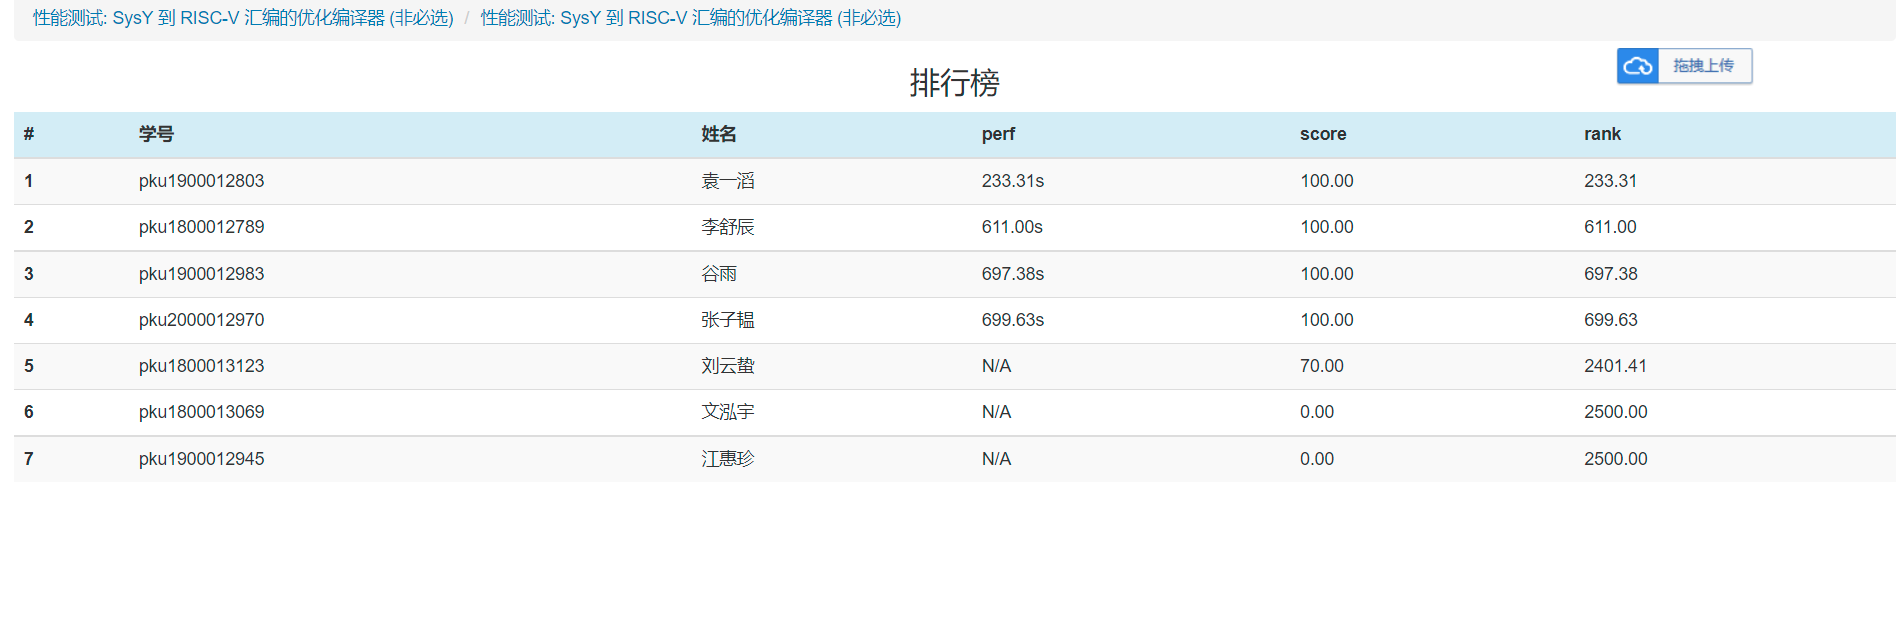 性能测试: SysY 到 RISC-V 汇编的优化编译器 (非必选) / 性能测试: SysY 到 RISC-V 汇编的优化编译器 (非必选)
拖拽上传
排行榜
# 学号 姓名 perf score rank
1 pku1900012803 袁一滔 233.31s 100.00 233.31
2 pku1800012789 李舒辰 611.00s 100.00 611.00
3 pku1900012983 谷雨 697.38s 100.00 697.38
4 pku2000012970 张子韫 699.63s 100.00 699.63
5 pku1800013123 刘云蛰 N/A 70.00 2401.41
6 pku1800013069 文泓宇 N/A 0.00 2500.00
7 pku1900012945 江惠珍 N/A 0.00 2500.00